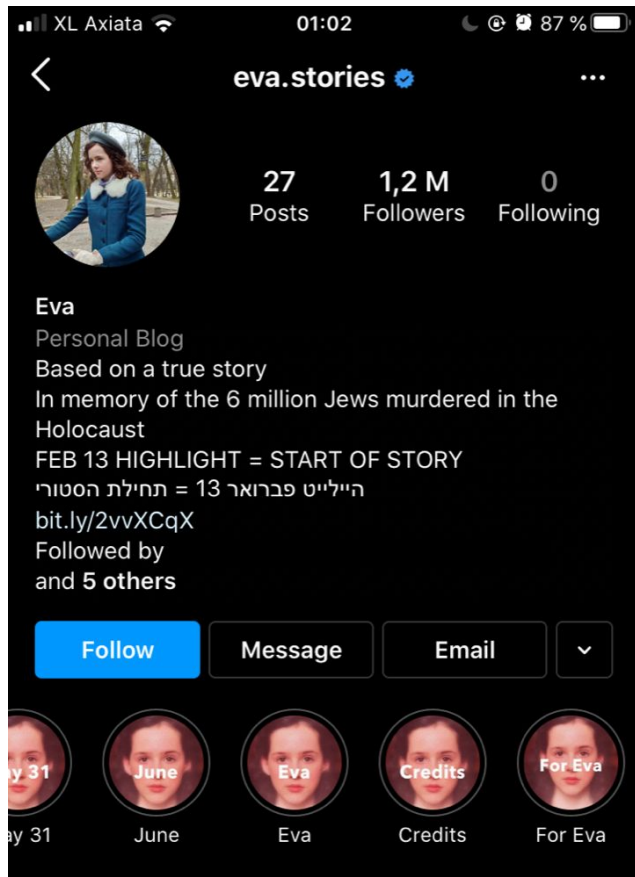 XL Axiata 01:02 87 %
eva.stories
27 1,2 M 0
Posts Followers Following
Eva
Personal Blog
Based on a true story
In memory of the 6 million Jews murdered in the
Holocaust
FEB 13 HIGHLIGHT = START OF STORY
היילייט פברואר 13 = תחילת הסטורי
bit.ly/2vvXCqX
Followed by
and 5 others
Follow Message Email
ay 31 June Eva Credits For Eva
ay 31 June Eva Credits For Eva